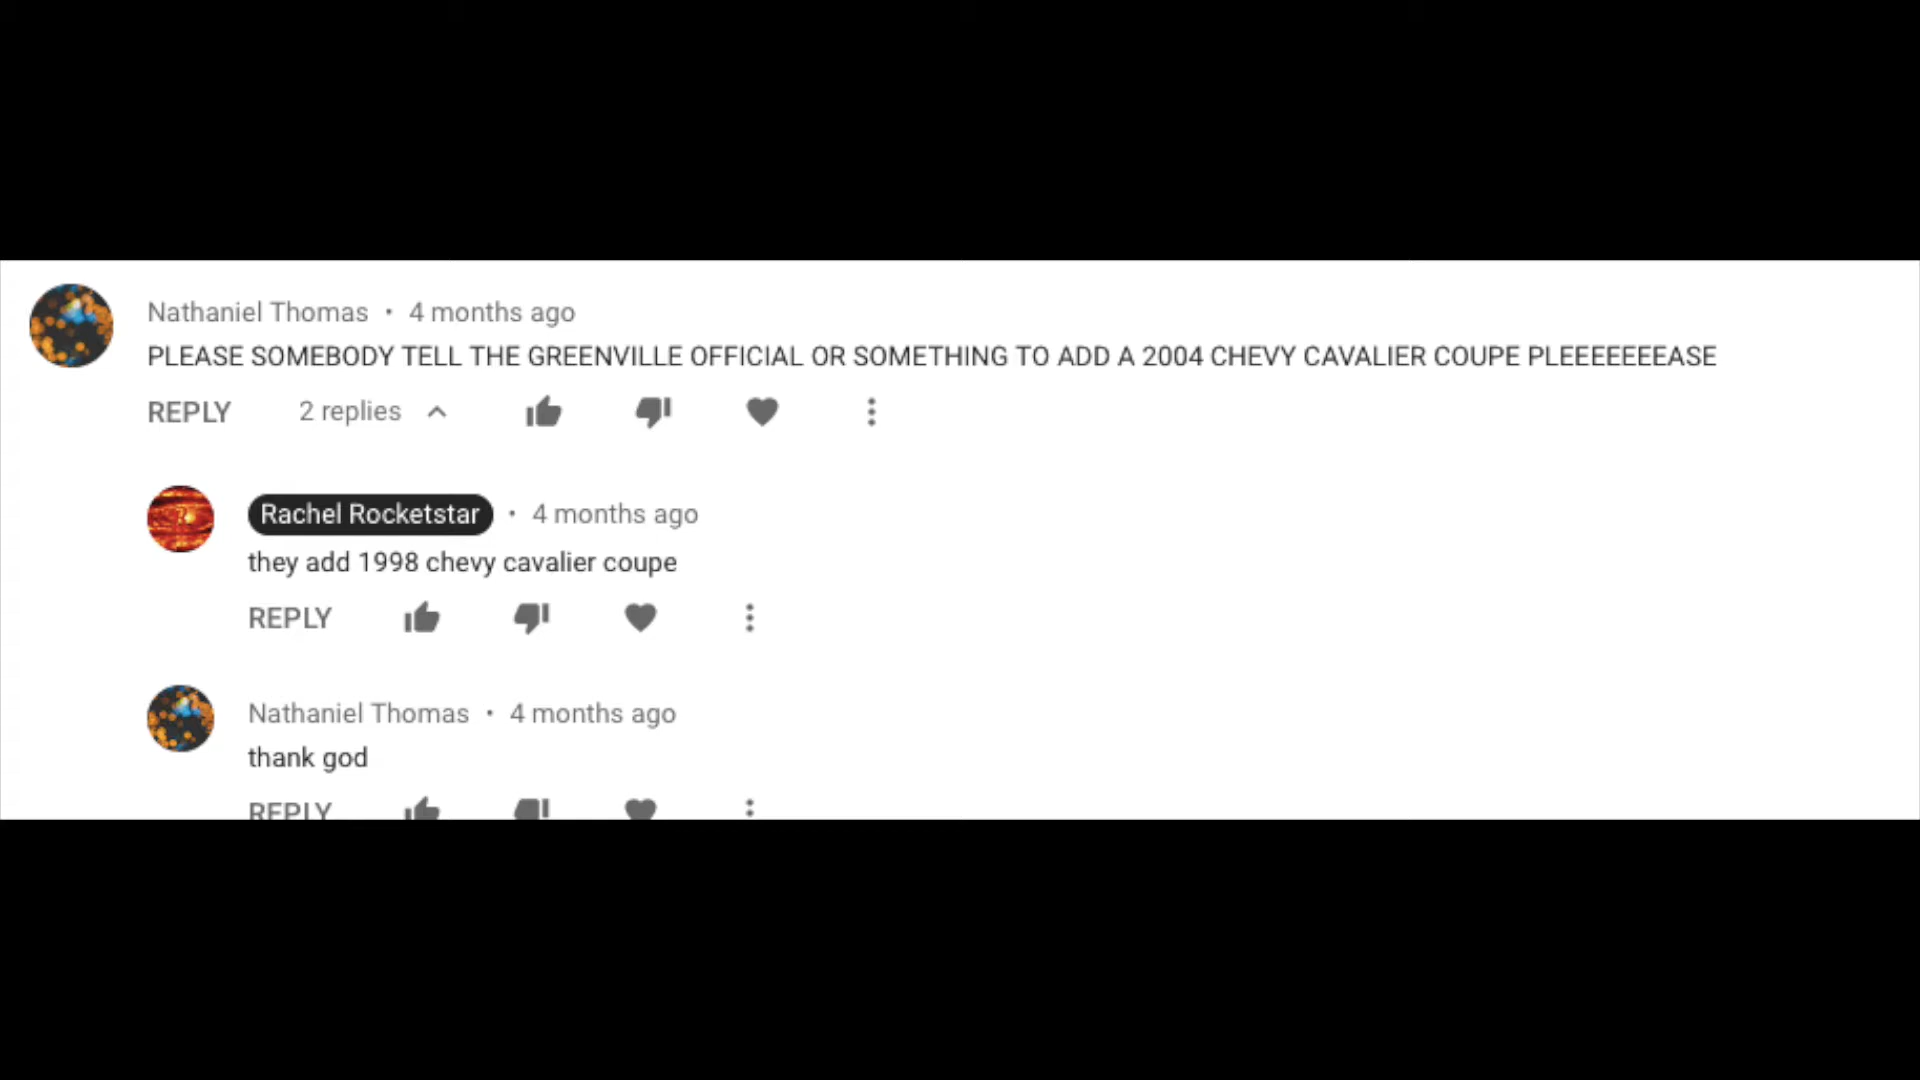 Nathaniel Thomas • 4 months ago
PLEASE SOMEBODY TELL THE GREENVILLE OFFICIAL OR SOMETHING TO ADD A 2004 CHEVY CAVALIER COUPE PLEEEEEEEASE
REPLY 2 replies
Rachel Rocketstar • 4 months ago
they add 1998 chevy cavalier coupe
REPLY
Nathaniel Thomas • 4 months ago
thank god
REPLY